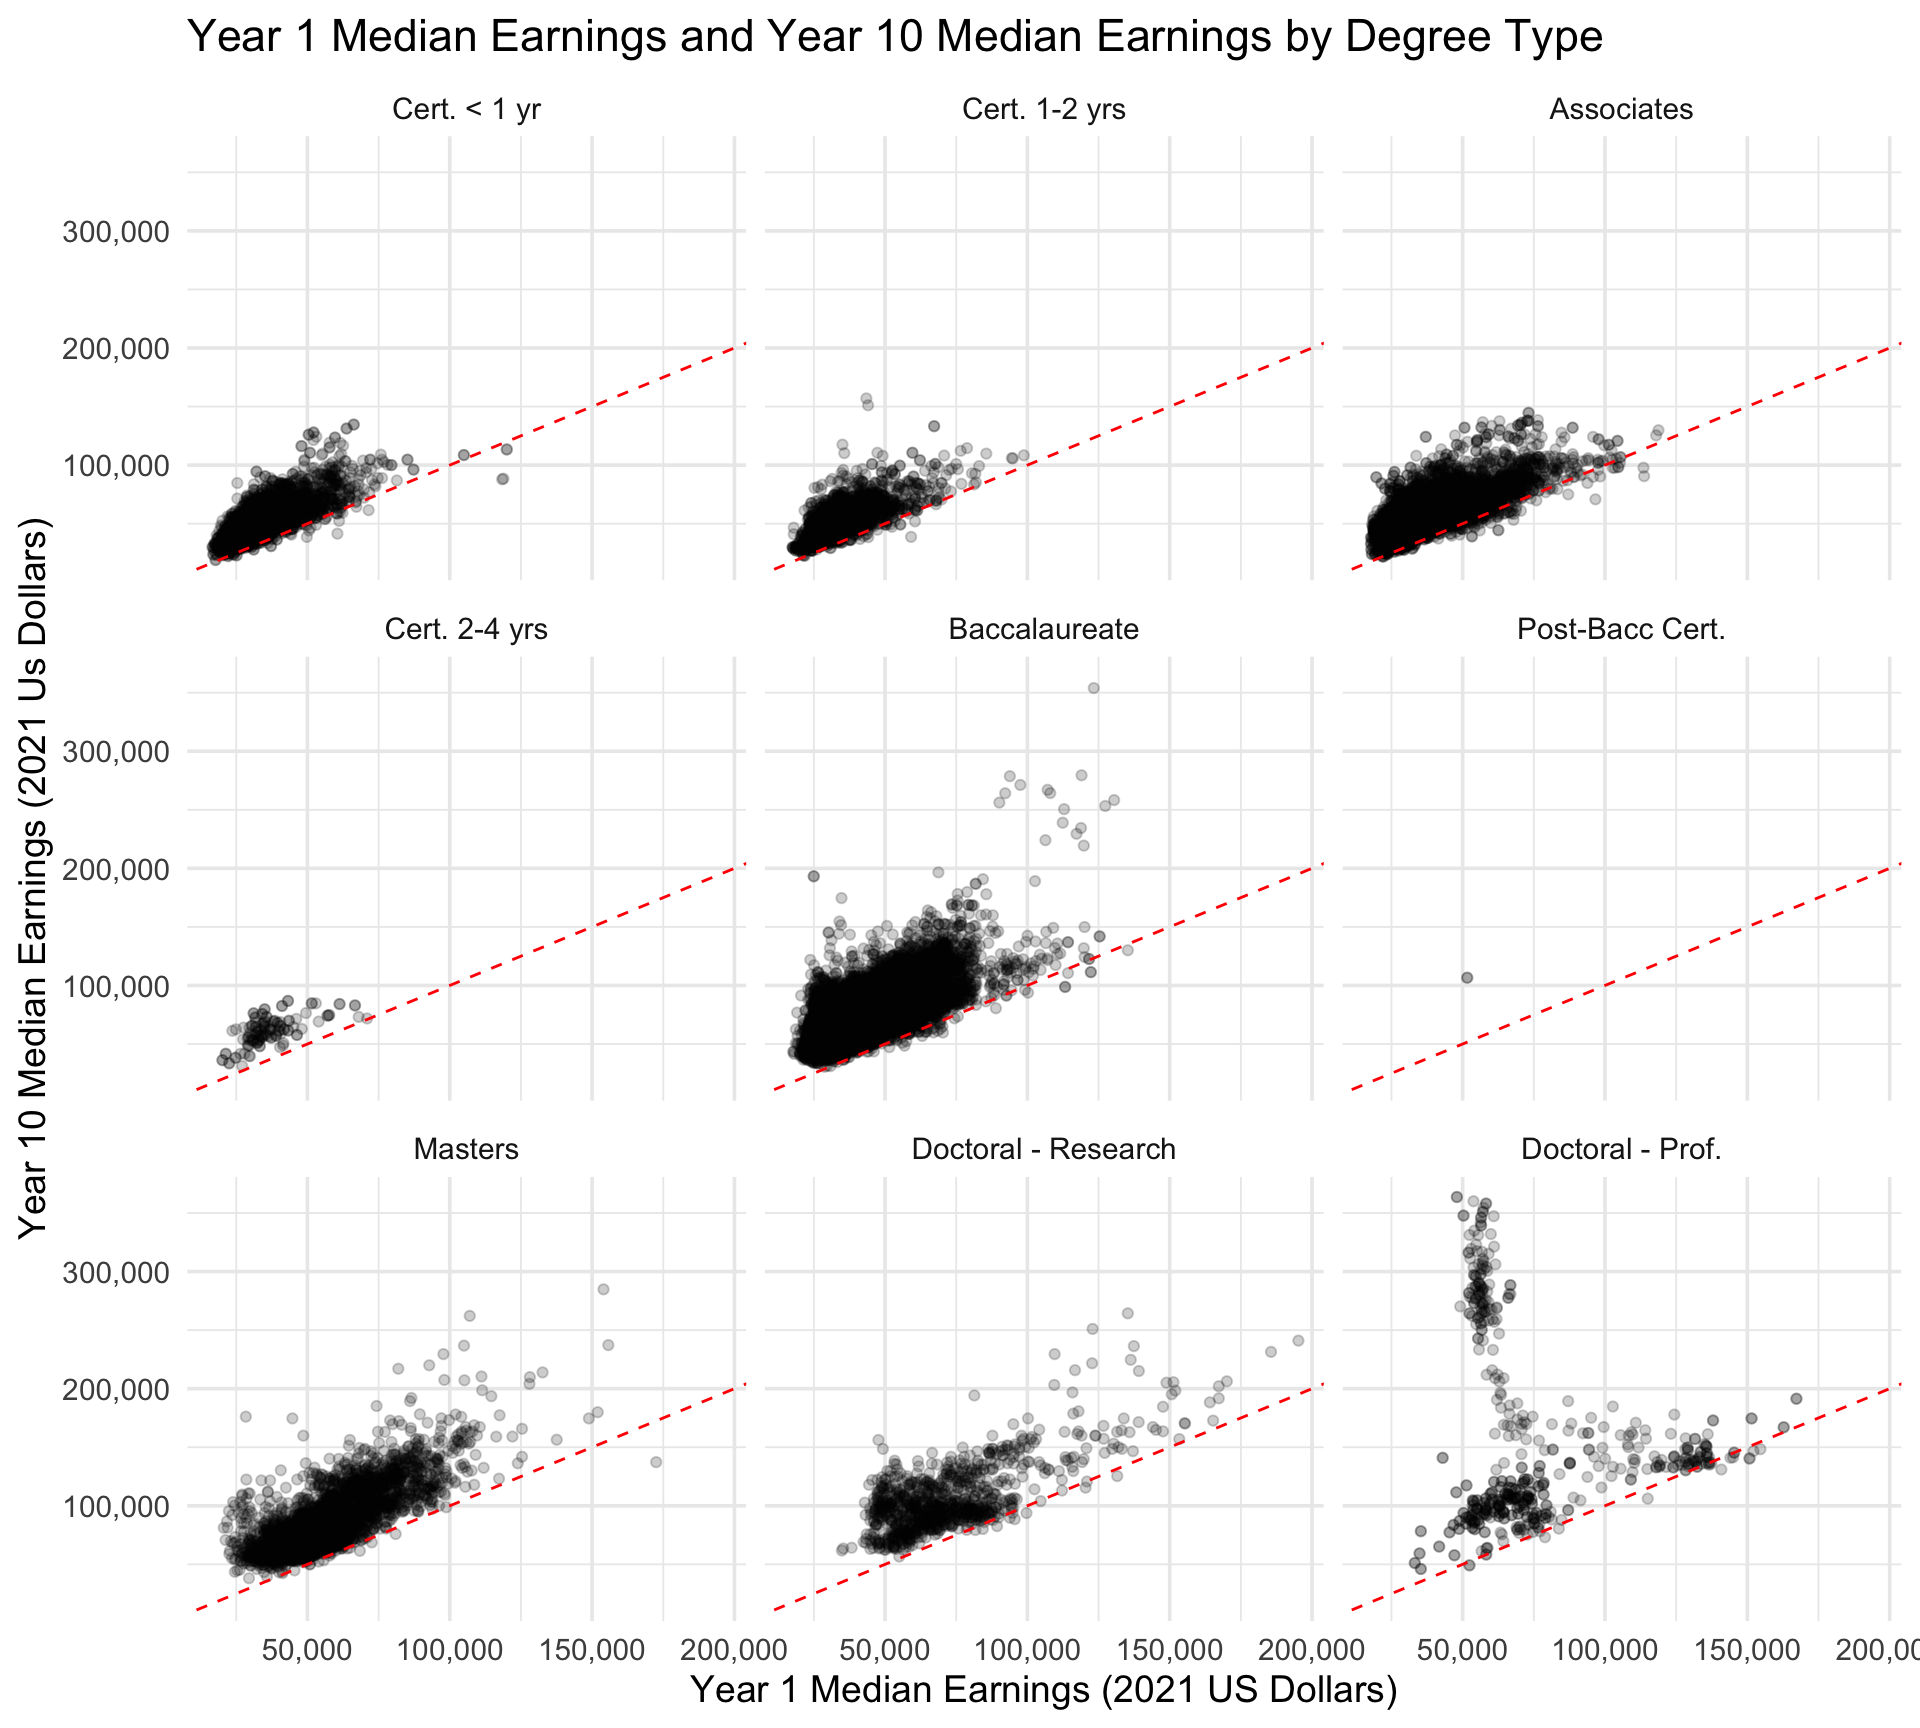 Year 1 Median Earnings and Year 10 Median Earnings by Degree Type
Cert. < 1 yr
Cert. 1-2 yrs
Associates
300,000
200,000
100,000
Cert. 2-4 yrs
Baccalaureate
Post-Bacc Cert.
300,000
200,000
100,000
Masters
Doctoral - Research
Doctoral - Prof.
300,000
200,000
100,000
50,000 100,000 150,000 200,000 50,000 100,000 150,000 200,000 50,000 100,000 150,000 200,00
Year 1 Median Earnings (2021 US Dollars)
Year 10 Median Earnings (2021 Us Dollars)